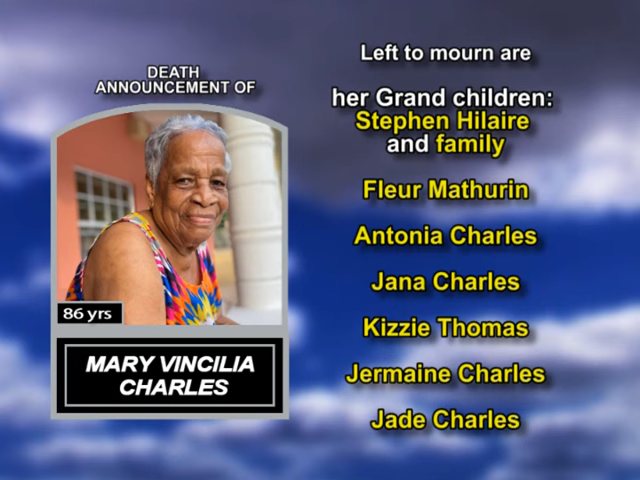 DEATH
ANNOUNCEMENT OF
86 yrs
MARY VINCILIA
CHARLES
Left to mourn are
her Grand children:
Stephen Hilaire
and family
Fleur Mathurin
Antonia Charles
Jana Charles
Kizzie Thomas
Jermaine Charles
Jade Charles